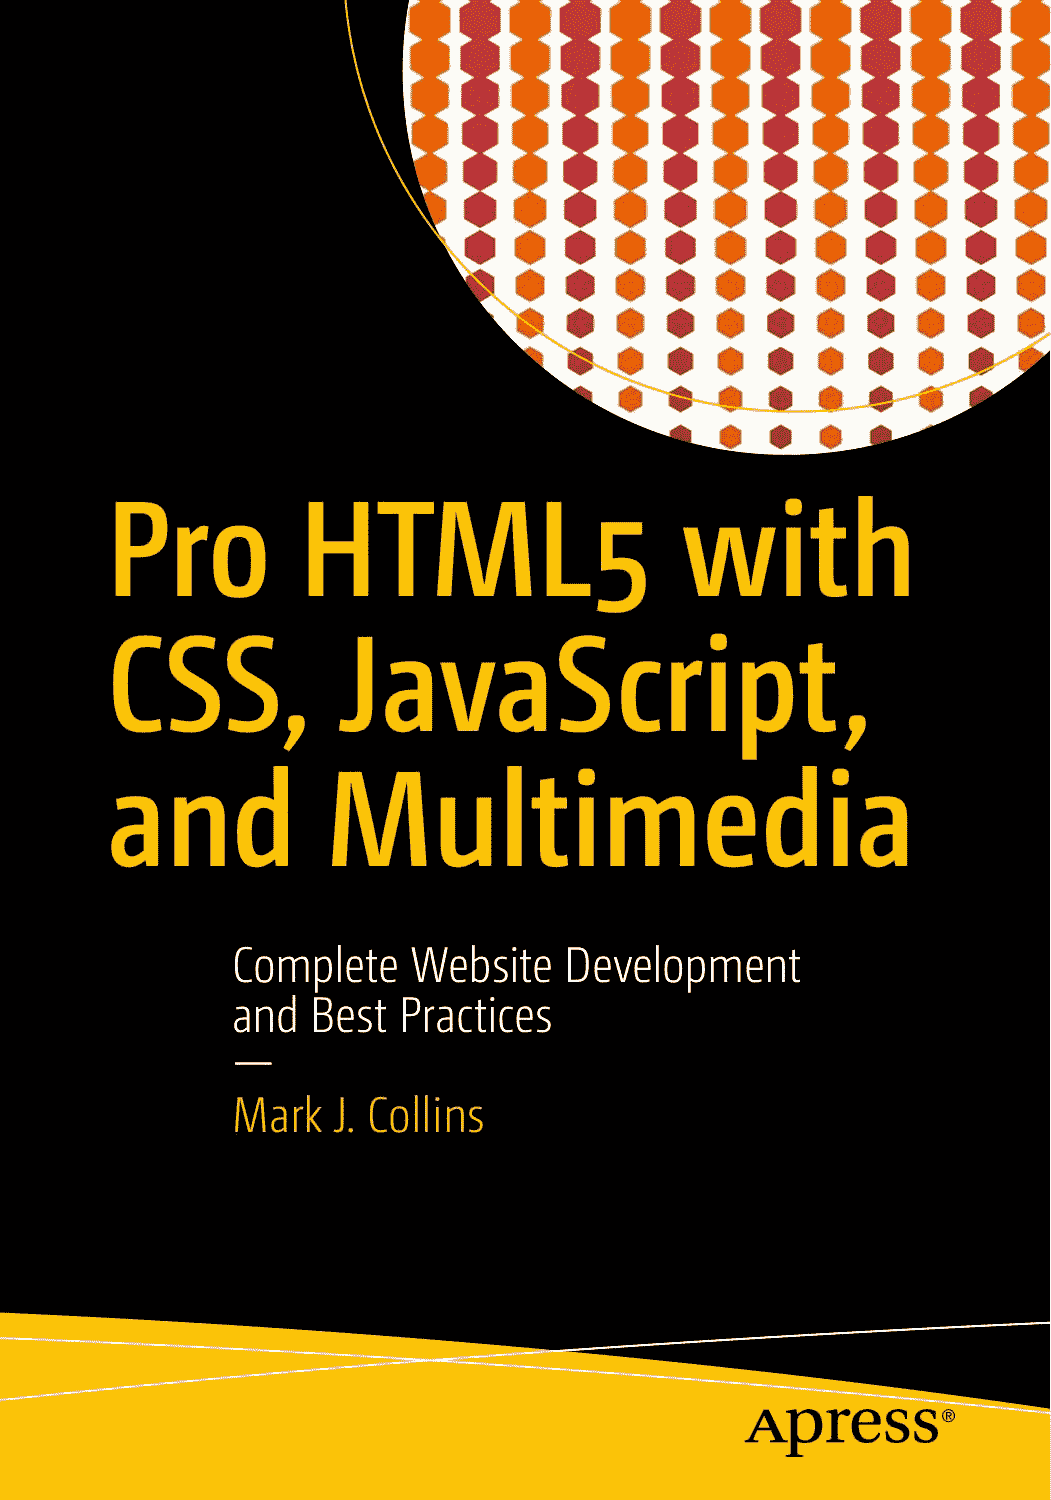 Pro HTML5 with
CSS, JavaScript,
and Multimedia
Complete Website Development
and Best Practices
—
Mark J. Collins
Apress®